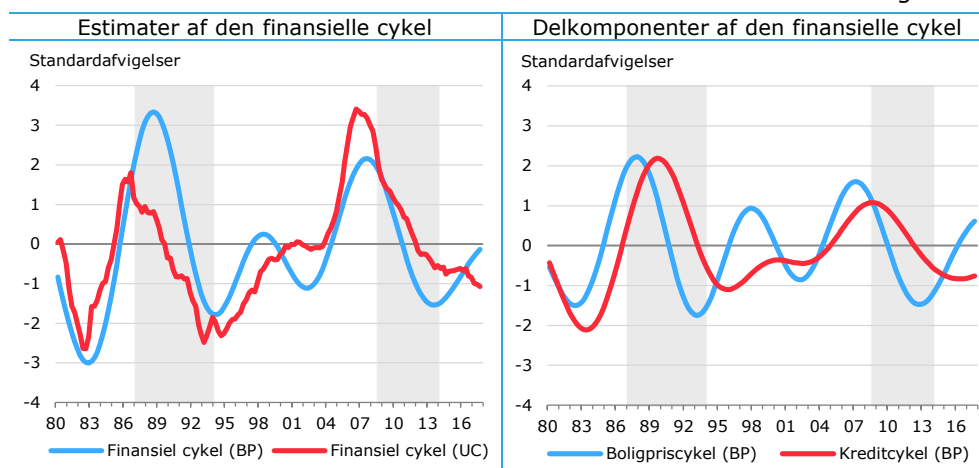 Estimater af den finansielle cykel
Standardafvigelser
4
3
2
1
0
-1
-2
-3
-4
80 83 86 89 92 95 98 01 04 07 10 13 16
Finansiel cykel (BP) Finansiel cykel (UC)
Delkomponenter af den finansielle cykel
Standardafvigelser
4
3
2
1
0
-1
-2
-3
-4
80 83 86 89 92 95 98 01 04 07 10 13 16
Boligpriscykel (BP) Kreditcykel (BP)